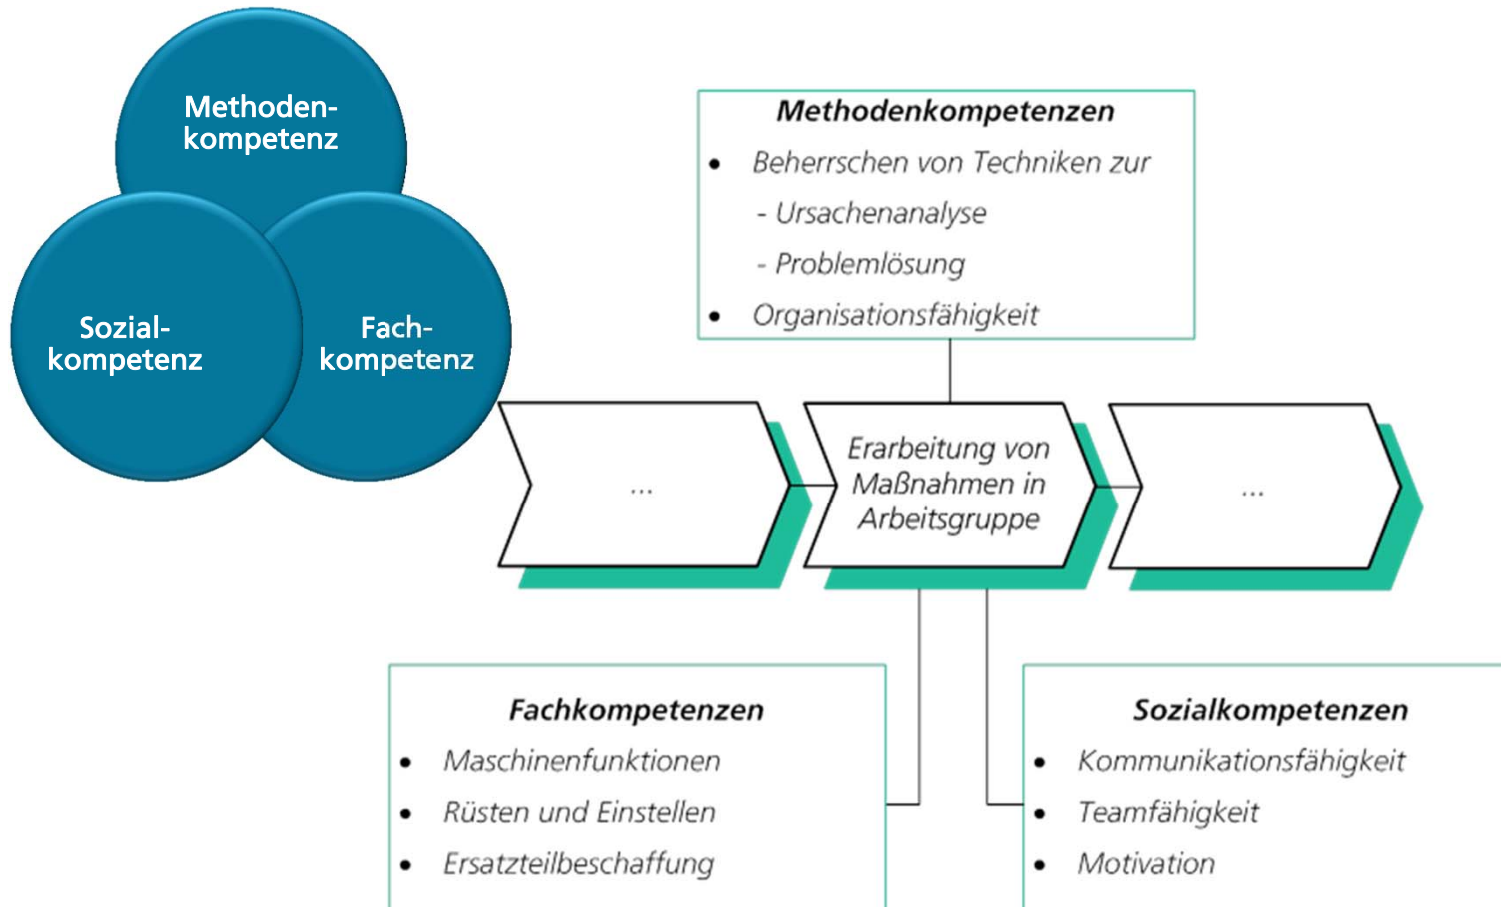 Methoden-
kompetenz
Sozial-
kompetenz
Fach-
kompetenz
Methodenkompetenzen
• Beherrschen von Techniken zur
- Ursachenanalyse
- Problemlösung
• Organisationsfähigkeit
...
Erarbeitung von
Maßnahmen in
Arbeitsgruppe
...
Fachkompetenzen
• Maschinenfunktionen
• Rüsten und Einstellen
• Ersatzteilbeschaffung
Sozialkompetenzen
• Kommunikationsfähigkeit
• Teamfähigkeit
• Motivation